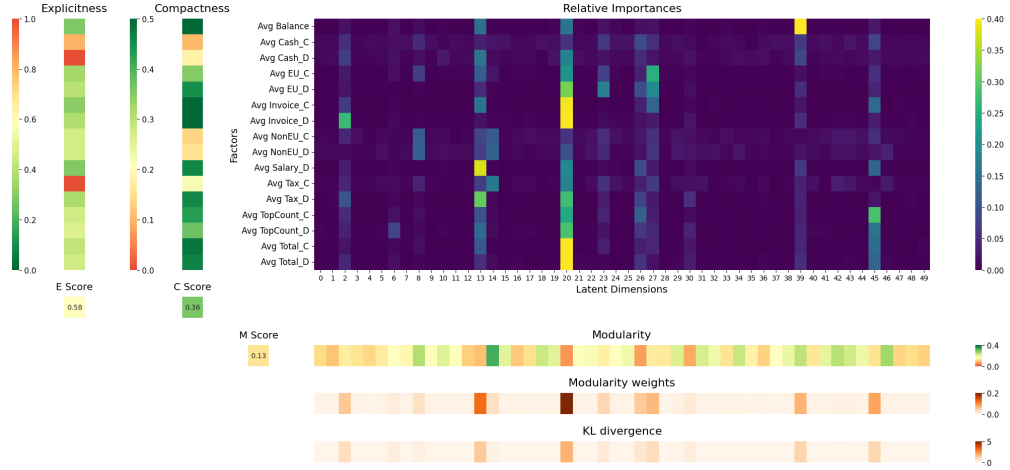 Explicitness
Compactness
Relative Importances
1.0
0.8
0.6
0.4
0.2
0.0
0.5
0.4
0.3
0.2
0.1
0.0
Factors
Avg Balance
Avg Cash_C
Avg Cash_D
Avg EU_C
Avg EU_D
Avg Invoice_C
Avg Invoice_D
Avg NonEU_C
Avg NonEU_D
Avg Salary_D
Avg Tax_C
Avg Tax_D
Avg TopCount_C
Avg TopCount_D
Avg Total_C
Avg Total_D
0 1 2 3 4 5 6 7 8 9 10 11 12 13 14 15 16 17 18 19 20 21 22 23 24 25 26 27 28 29 30 31 32 33 34 35 36 37 38 39 40 41 42 43 44 45 46 47 48 49
Latent Dimensions
0.40
0.35
0.30
0.25
0.20
0.15
0.10
0.05
0.00
E Score
0.58
C Score
0.36
M Score
0.13
Modularity
0.4
0.0
Modularity weights
0.2
0.0
KL divergence
5
0